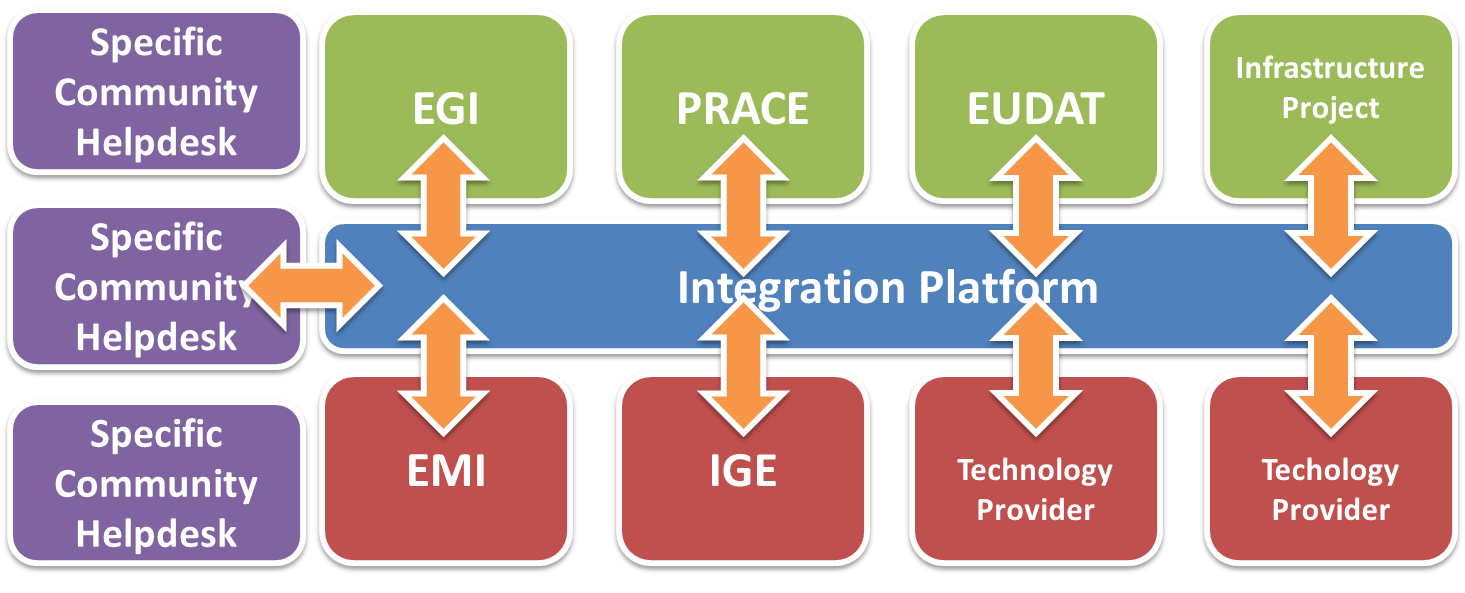 Specific
Community
Helpdesk
EGI
PRACE
EUDAT
Infrastructure
Project
Specific
Community
Helpdesk
Integration Platform
Specific
Community
Helpdesk
EMI
IGE
Technology
Provider
Techology
Provider